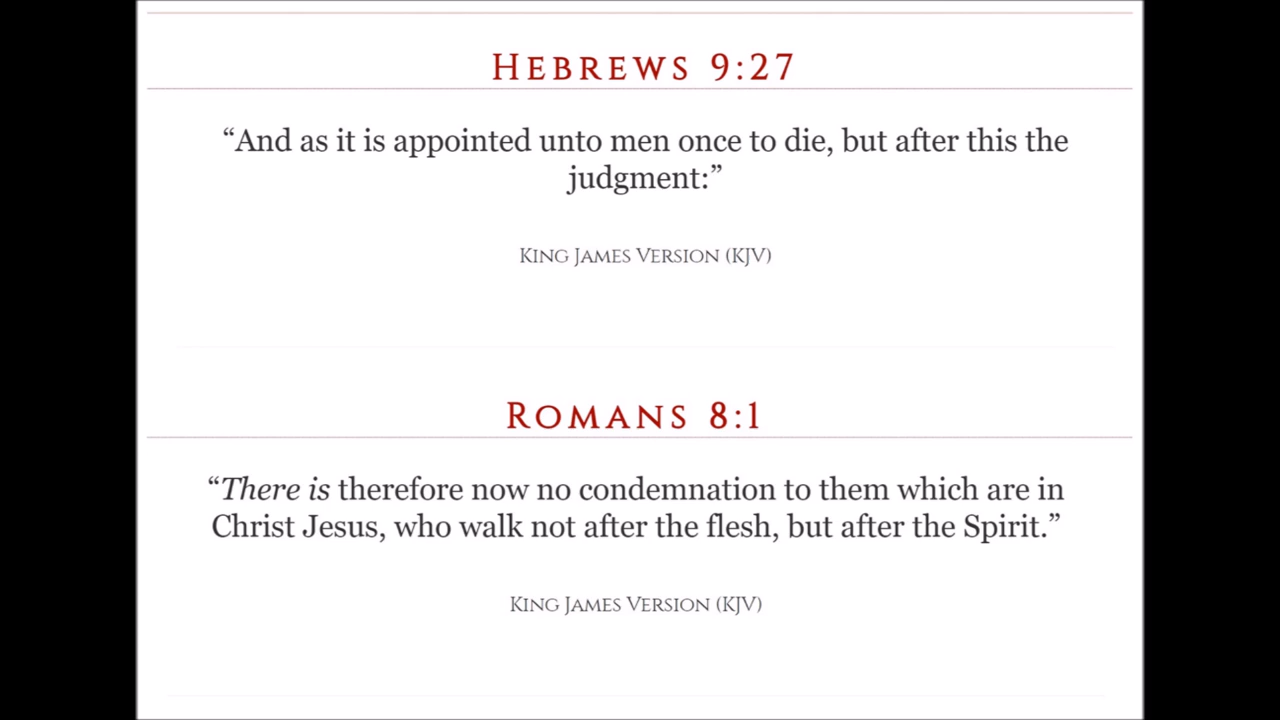 HEBREWS 9:27
“And as it is appointed unto men once to die, but after this the
judgment:”
KING JAMES VERSION (KJV)
ROMANS 8:1
“There is therefore now no condemnation to them which are in
Christ Jesus, who walk not after the flesh, but after the Spirit.”
KING JAMES VERSION (KJV)